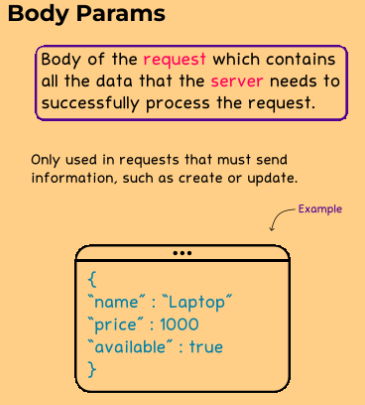 Body Params
Body of the request which contains
all the data that the server needs to
successfully process the request.
Only used in requests that must send
information, such as create or update.
Example
{
"name" : "Laptop"
"price" : 1000
"available" : true
}